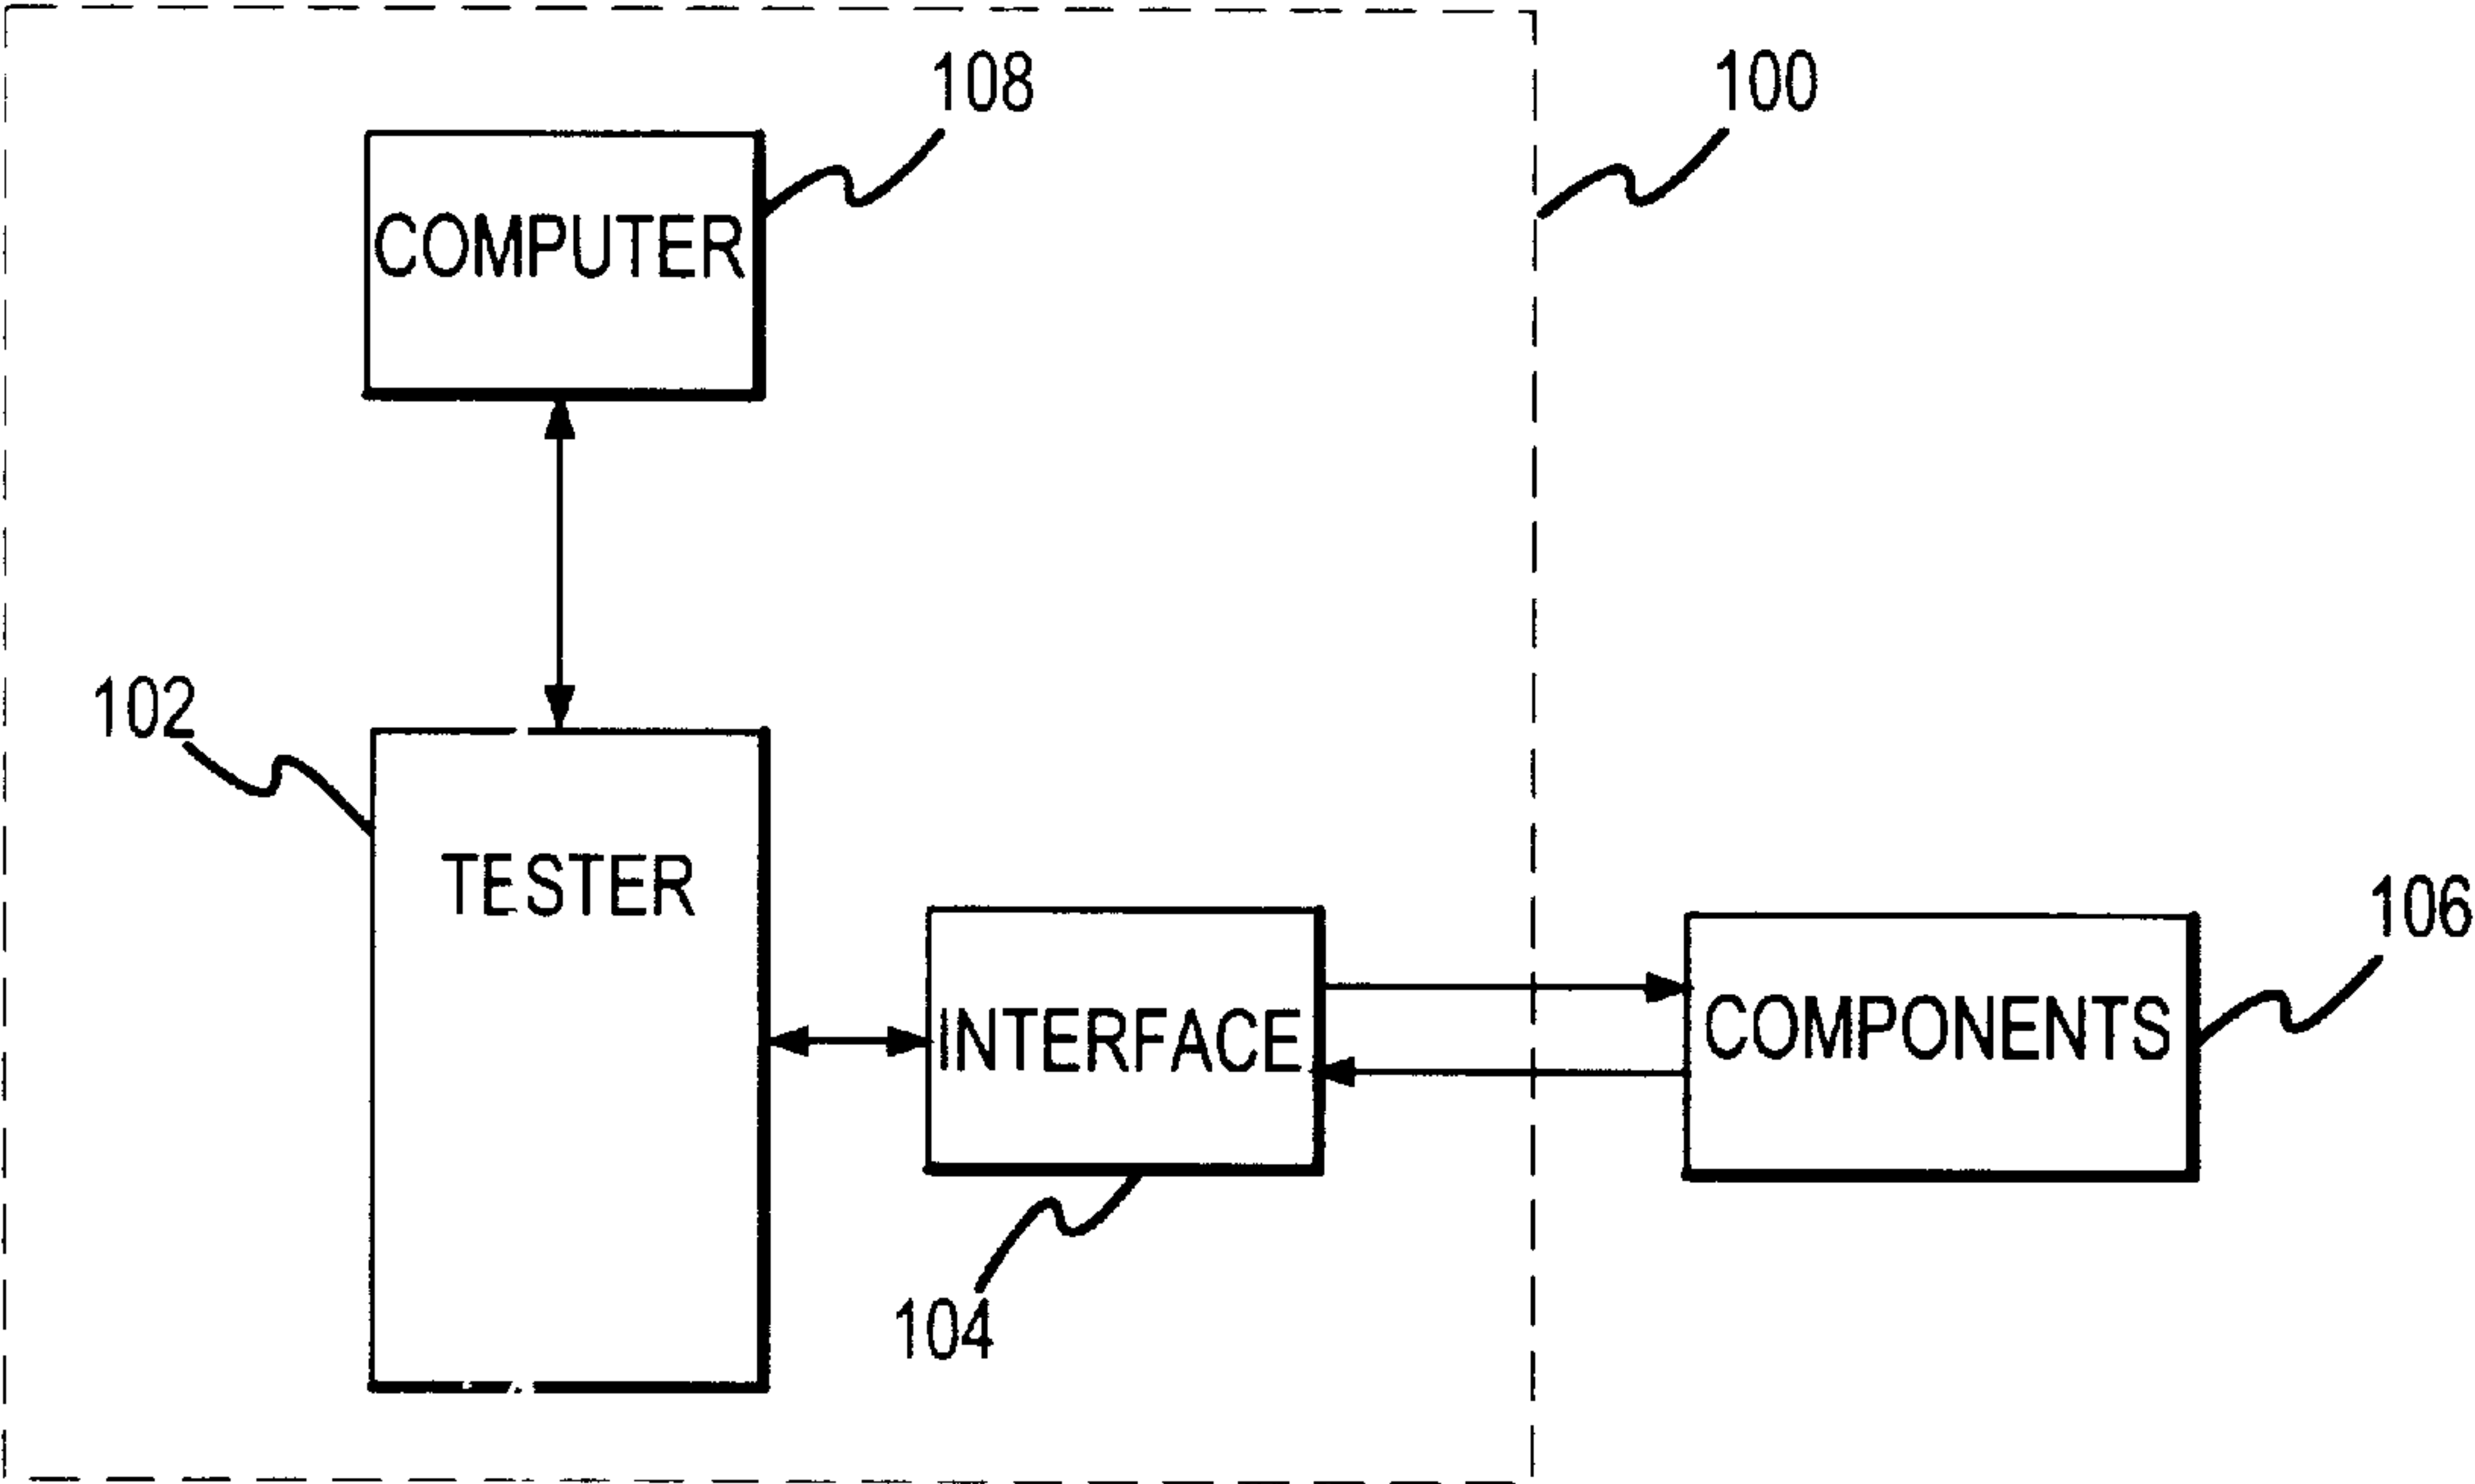 108
100
COMPUTER
102
TESTER
106
INTERFACE
COMPONENTS
104